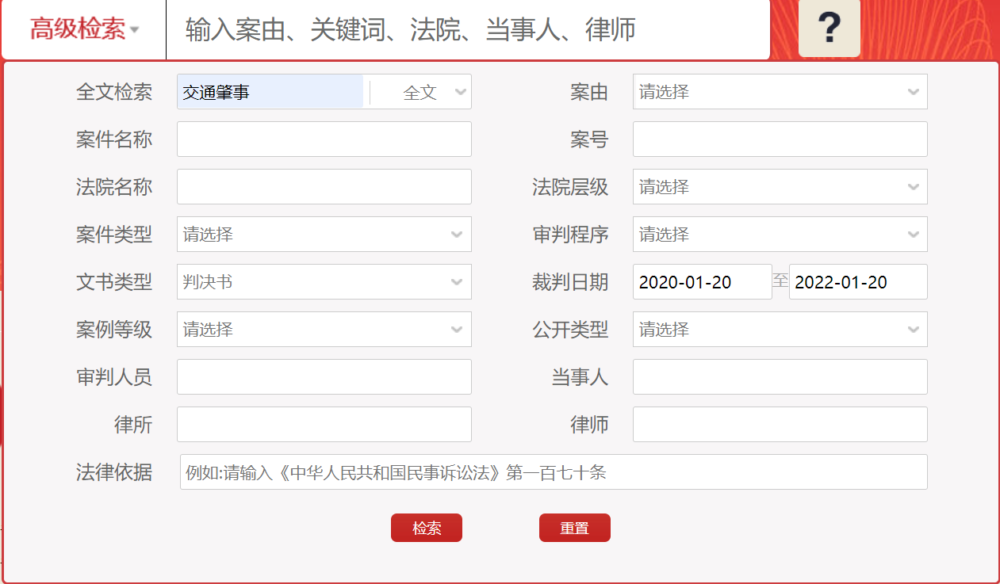 高级检索 输入案由、关键词、法院、当事人、律师 ?
全文检索 交通肇事 全文 案由 请选择
案件名称 案号
法院名称 法院层级 请选择
案件类型 请选择 审判程序 请选择
文书类型 判决书 裁判日期 2020-01-20 至 2022-01-20
案例等级 请选择 公开类型 请选择
审判人员 当事人
律所 律师
法律依据 例如:请输入《中华人民共和国民事诉讼法》第一百七十条
检索 重置